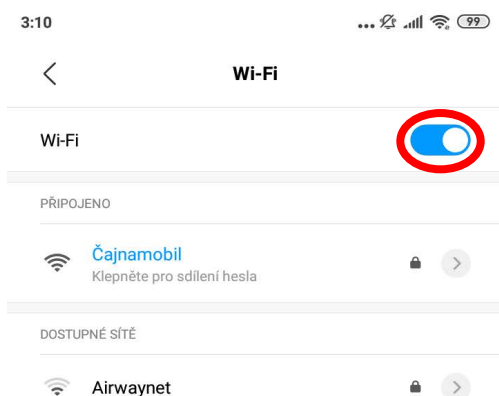 3:10
... 99
Wi-Fi
Wi-Fi
PŘIPOJENO
Čajnamobil
Klepněte pro sdílení hesla
DOSTUPNÉ SÍTĚ
Airwaynet